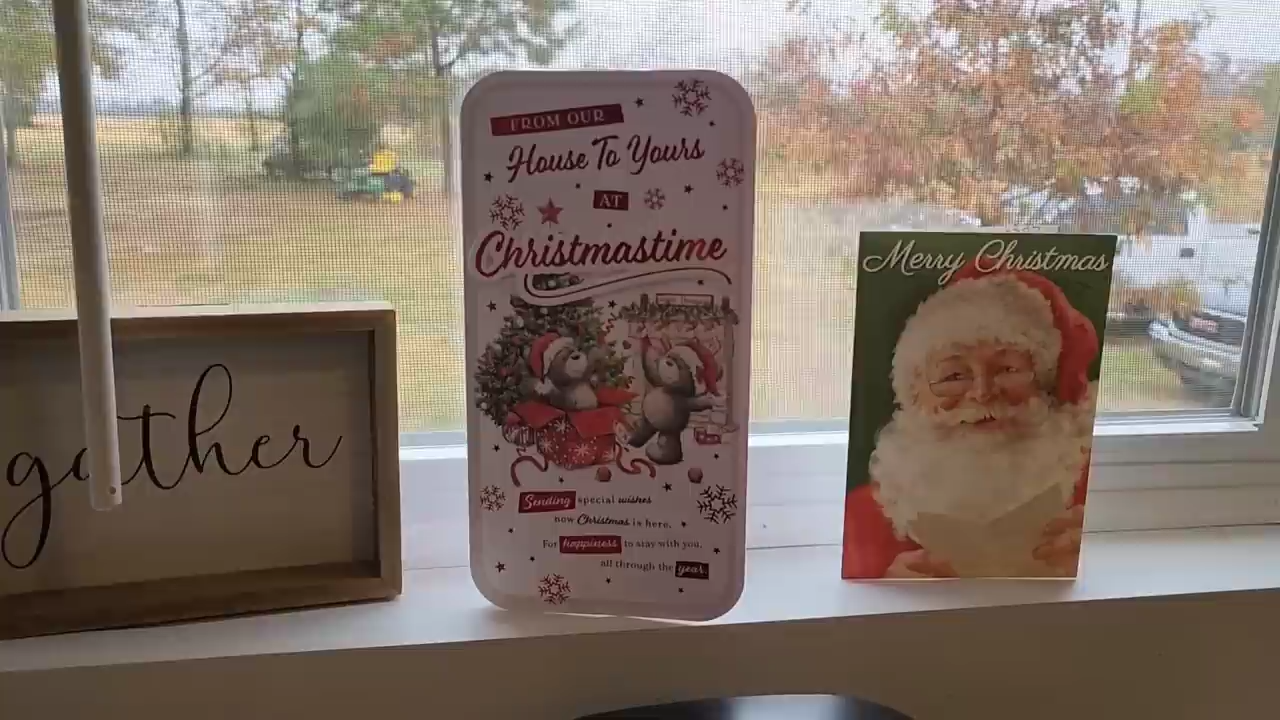 gather
FROM OUR
House To Yours
AT
Christmastime
Sending special wishes
now Christmas is here.
For happiness to stay with you,
all through the year.
Merry Christmas